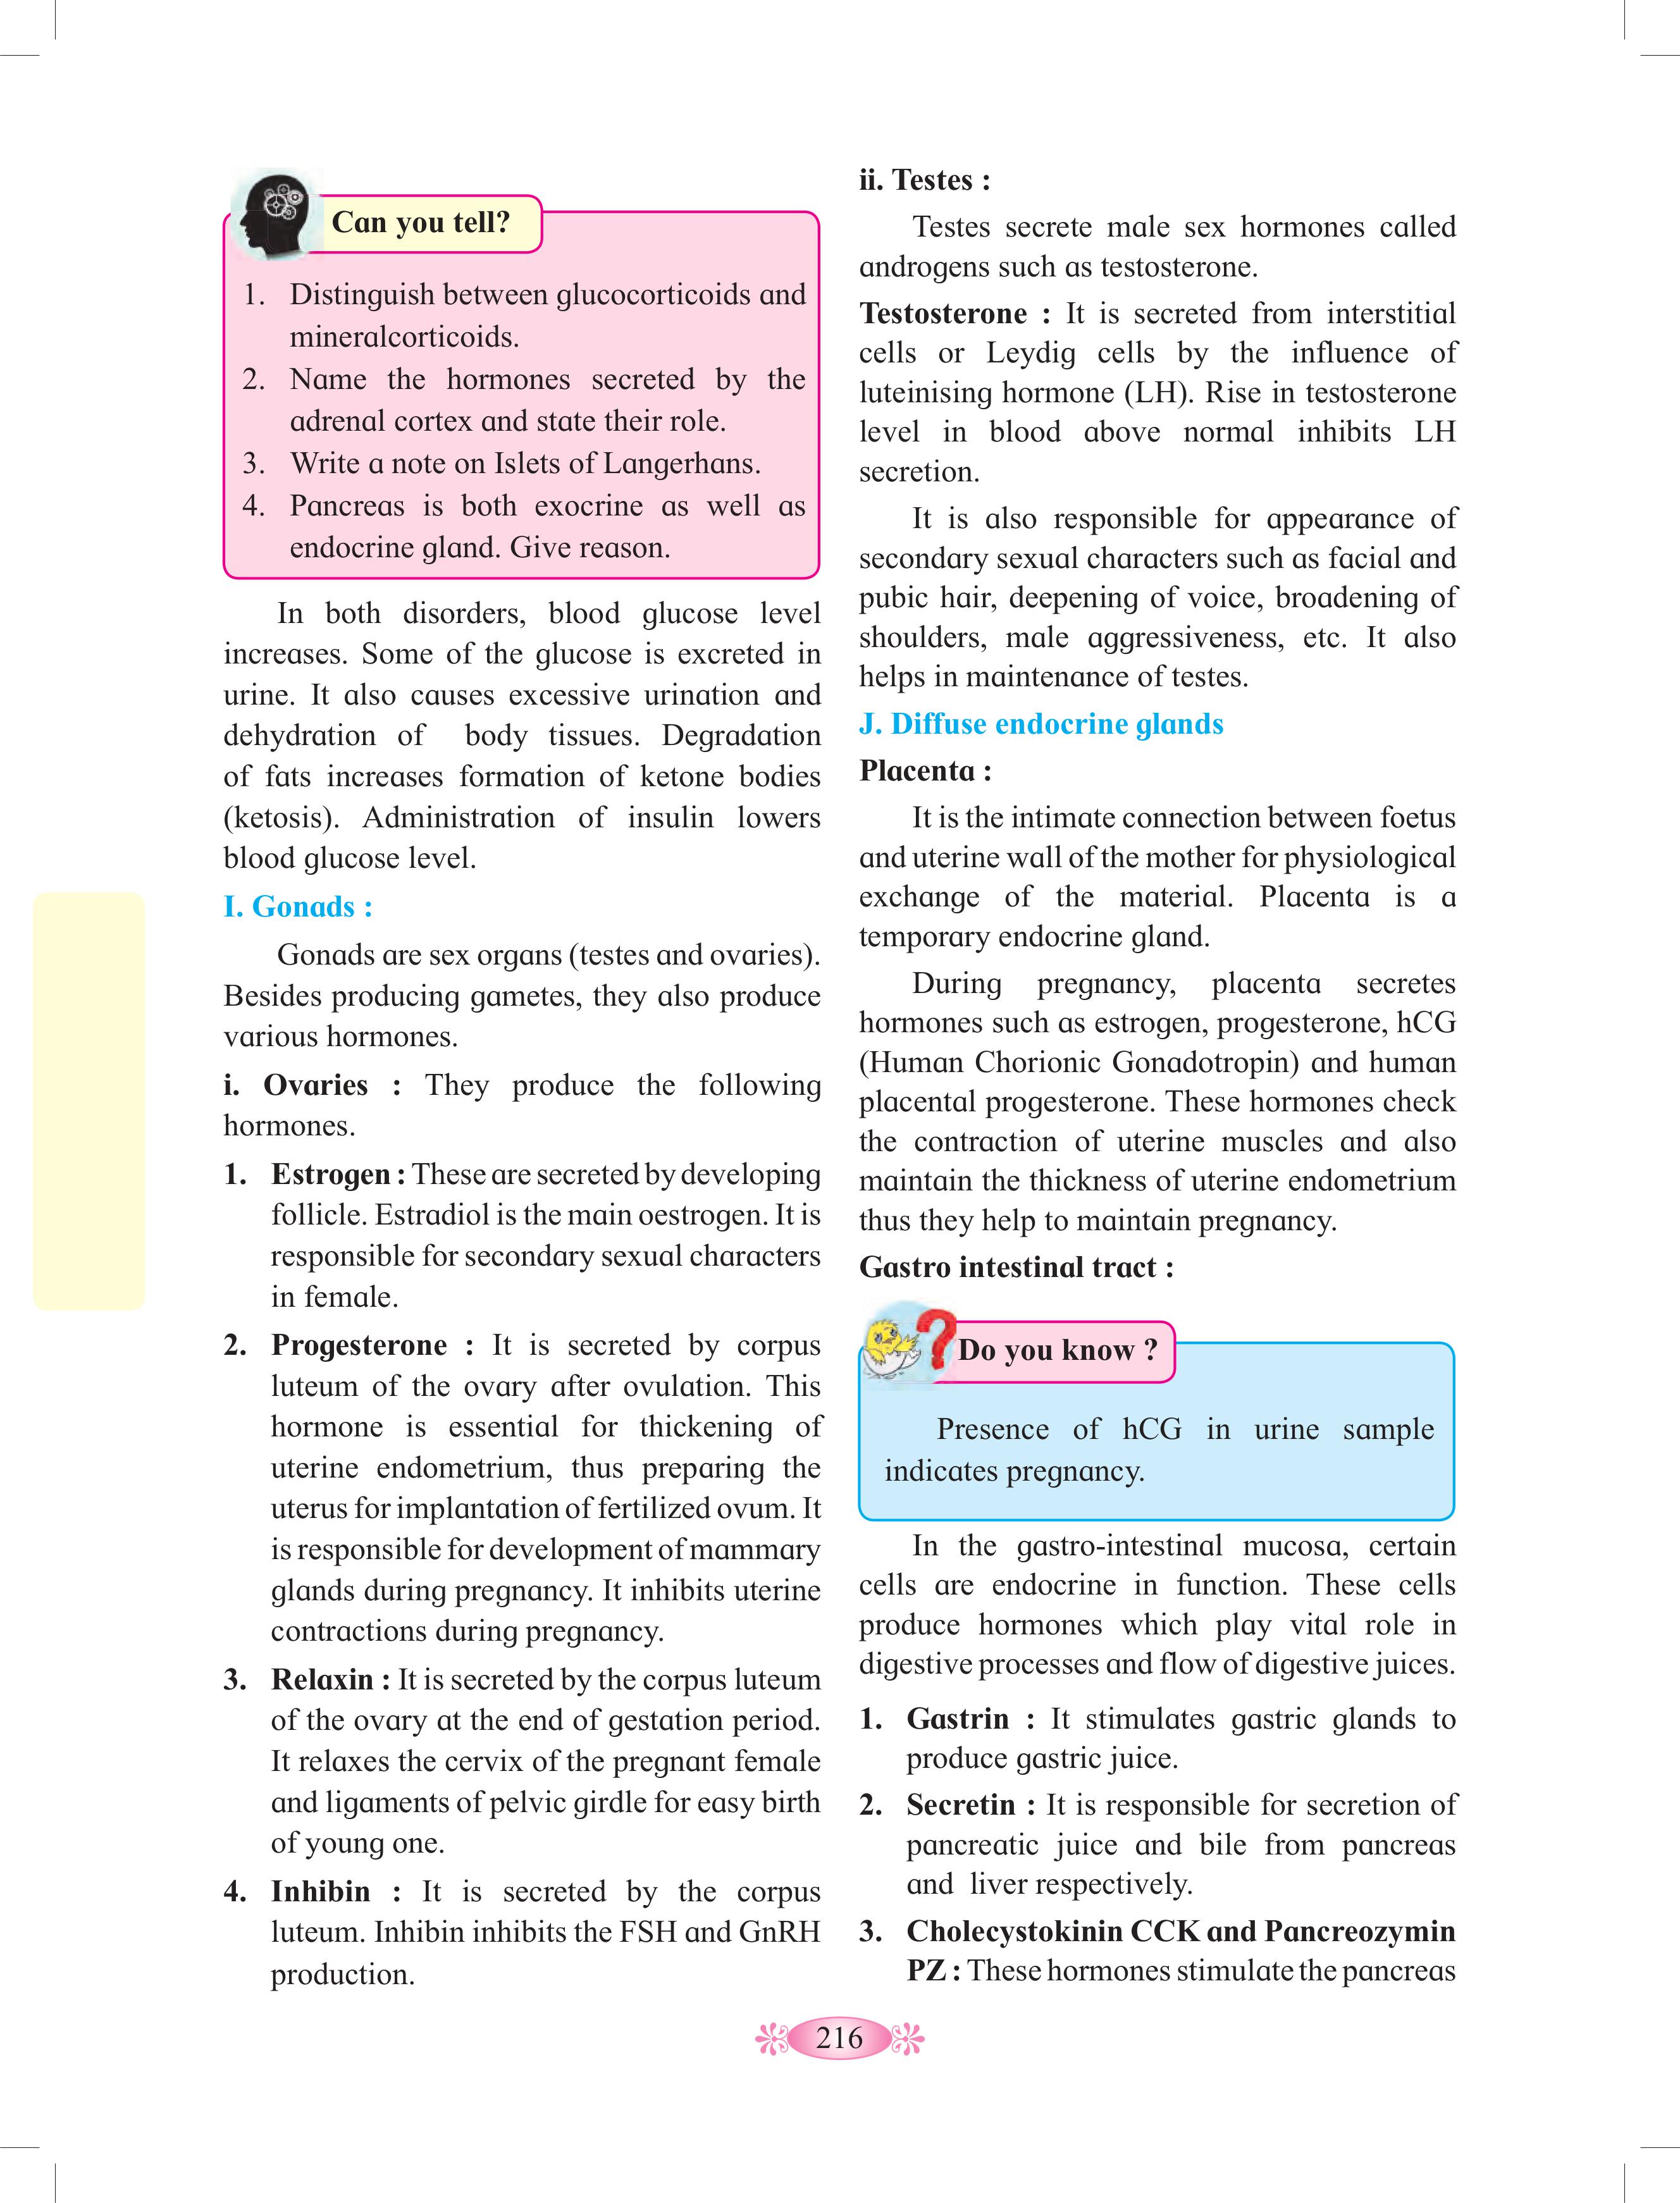 Can you tell?
1. Distinguish between glucocorticoids and
mineralcorticoids.
2. Name the hormones secreted by the
adrenal cortex and state their role.
3. Write a note on Islets of Langerhans.
4. Pancreas is both exocrine as well as
endocrine gland. Give reason.
In both disorders, blood glucose level
increases. Some of the glucose is excreted in
urine. It also causes excessive urination and
dehydration of body tissues. Degradation
of fats increases formation of ketone bodies
(ketosis). Administration of insulin lowers
blood glucose level.
I. Gonads :
Gonads are sex organs (testes and ovaries).
Besides producing gametes, they also produce
various hormones.
i. Ovaries : They produce the following
hormones.
1. Estrogen : These are secreted by developing
follicle. Estradiol is the main oestrogen. It is
responsible for secondary sexual characters
in female.
2. Progesterone : It is secreted by corpus
luteum of the ovary after ovulation. This
hormone is essential for thickening of
uterine endometrium, thus preparing the
uterus for implantation of fertilized ovum. It
is responsible for development of mammary
glands during pregnancy. It inhibits uterine
contractions during pregnancy.
3. Relaxin : It is secreted by the corpus luteum
of the ovary at the end of gestation period.
It relaxes the cervix of the pregnant female
and ligaments of pelvic girdle for easy birth
of young one.
4. Inhibin : It is secreted by the corpus
luteum. Inhibin inhibits the FSH and GnRH
production.
ii. Testes :
Testes secrete male sex hormones called
androgens such as testosterone.
Testosterone : It is secreted from interstitial
cells or Leydig cells by the influence of
luteinising hormone (LH). Rise in testosterone
level in blood above normal inhibits LH
secretion.
It is also responsible for appearance of
secondary sexual characters such as facial and
pubic hair, deepening of voice, broadening of
shoulders, male aggressiveness, etc. It also
helps in maintenance of testes.
J. Diffuse endocrine glands
Placenta :
It is the intimate connection between foetus
and uterine wall of the mother for physiological
exchange of the material. Placenta is a
temporary endocrine gland.
During pregnancy, placenta secretes
hormones such as estrogen, progesterone, hCG
(Human Chorionic Gonadotropin) and human
placental progesterone. These hormones check
the contraction of uterine muscles and also
maintain the thickness of uterine endometrium
thus they help to maintain pregnancy.
Gastro intestinal tract :
Do you know ?
Presence of hCG in urine sample
indicates pregnancy.
In the gastro-intestinal mucosa, certain
cells are endocrine in function. These cells
produce hormones which play vital role in
digestive processes and flow of digestive juices.
1. Gastrin : It stimulates gastric glands to
produce gastric juice.
2. Secretin : It is responsible for secretion of
pancreatic juice and bile from pancreas
and liver respectively.
3. Cholecystokinin CCK and Pancreozymin
PZ : These hormones stimulate the pancreas
216